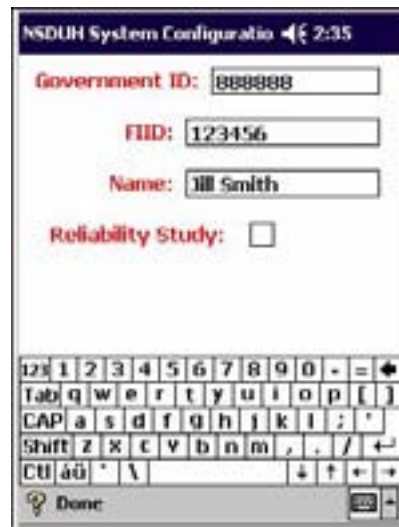 NSDUH System Configuratio 2:35
Government ID: 888888
FIID: 123456
Name: Jill Smith
Reliability Study:
123 1 2 3 4 5 6 7 8 9 0 - =
Tab q w e r t y u i o p [ ]
CAP a s d f g h j k l ; '
Shift z x c v b n m , . /
Ctl áü ` \
Done